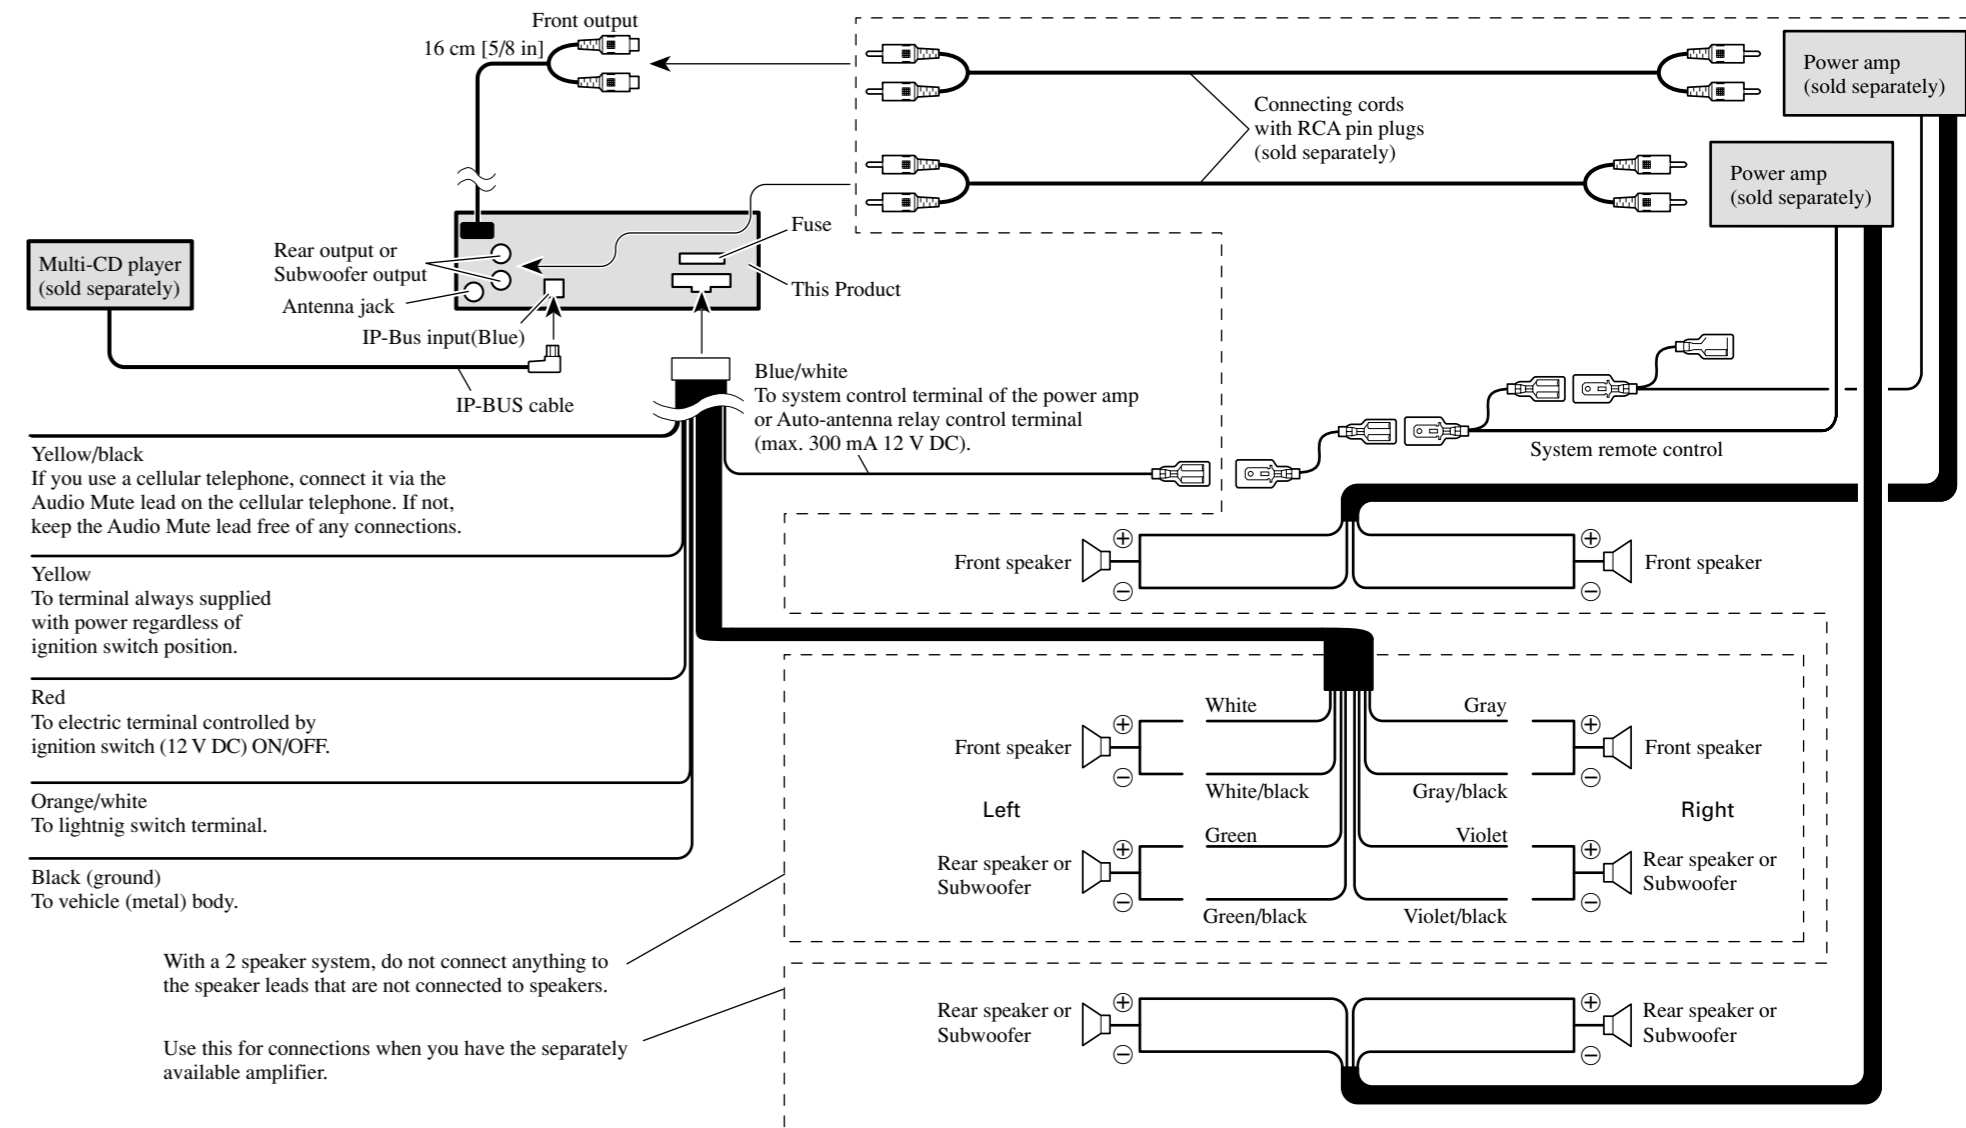 Front output
16 cm [5/8 in]
Power amp
(sold separately)
Connecting cords
with RCA pin plugs
(sold separately)
Power amp
(sold separately)
Fuse
Rear output or
Subwoofer output
Multi-CD player
(sold separately)
This Product
Antenna jack
IP-Bus input(Blue)
IP-BUS cable
Blue/white
To system control terminal of the power amp
or Auto-antenna relay control terminal
(max. 300 mA 12 V DC).
System remote control
Yellow/black
If you use a cellular telephone, connect it via the
Audio Mute lead on the cellular telephone. If not,
keep the Audio Mute lead free of any connections.
Yellow
To terminal always supplied
with power regardless of
ignition switch position.
Red
To electric terminal controlled by
ignition switch (12 V DC) ON/OFF.
Orange/white
To lightnig switch terminal.
Black (ground)
To vehicle (metal) body.
With a 2 speaker system, do not connect anything to
the speaker leads that are not connected to speakers.
Use this for connections when you have the separately
available amplifier.
+
+
Front speaker
Front speaker
−
−
White
Gray
+
+
Front speaker
Front speaker
−
−
White/black
Gray/black
Left
Right
Green
Violet
+
+
Rear speaker or
Subwoofer
Rear speaker or
Subwoofer
−
−
Green/black
Violet/black
+
+
Rear speaker or
Subwoofer
Rear speaker or
Subwoofer
−
−